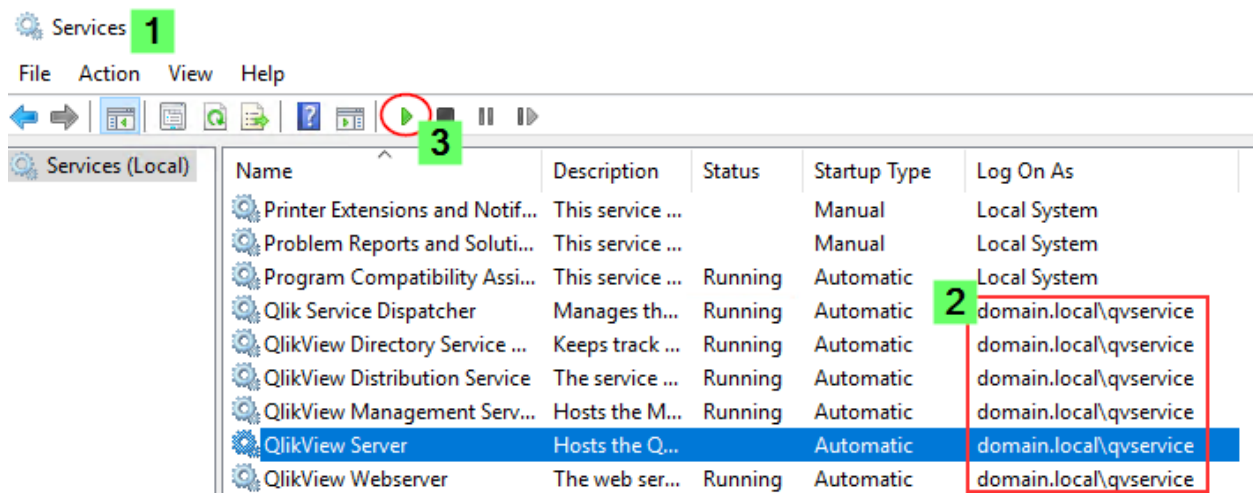 Services 1
File Action View Help
? 3
Services (Local)
Name Description Status Startup Type Log On As
Printer Extensions and Notif... This service ... Manual Local System
Problem Reports and Soluti... This service ... Manual Local System
Program Compatibility Assi... This service ... Running Automatic Local System
2
Qlik Service Dispatcher Manages th... Running Automatic domain.local\qvservice
QlikView Directory Service ... Keeps track ... Running Automatic domain.local\qvservice
QlikView Distribution Service The service ... Running Automatic domain.local\qvservice
QlikView Management Serv... Hosts the M... Running Automatic domain.local\qvservice
QlikView Server Hosts the Q... Automatic domain.local\qvservice
QlikView Webserver The web ser... Running Automatic domain.local\qvservice